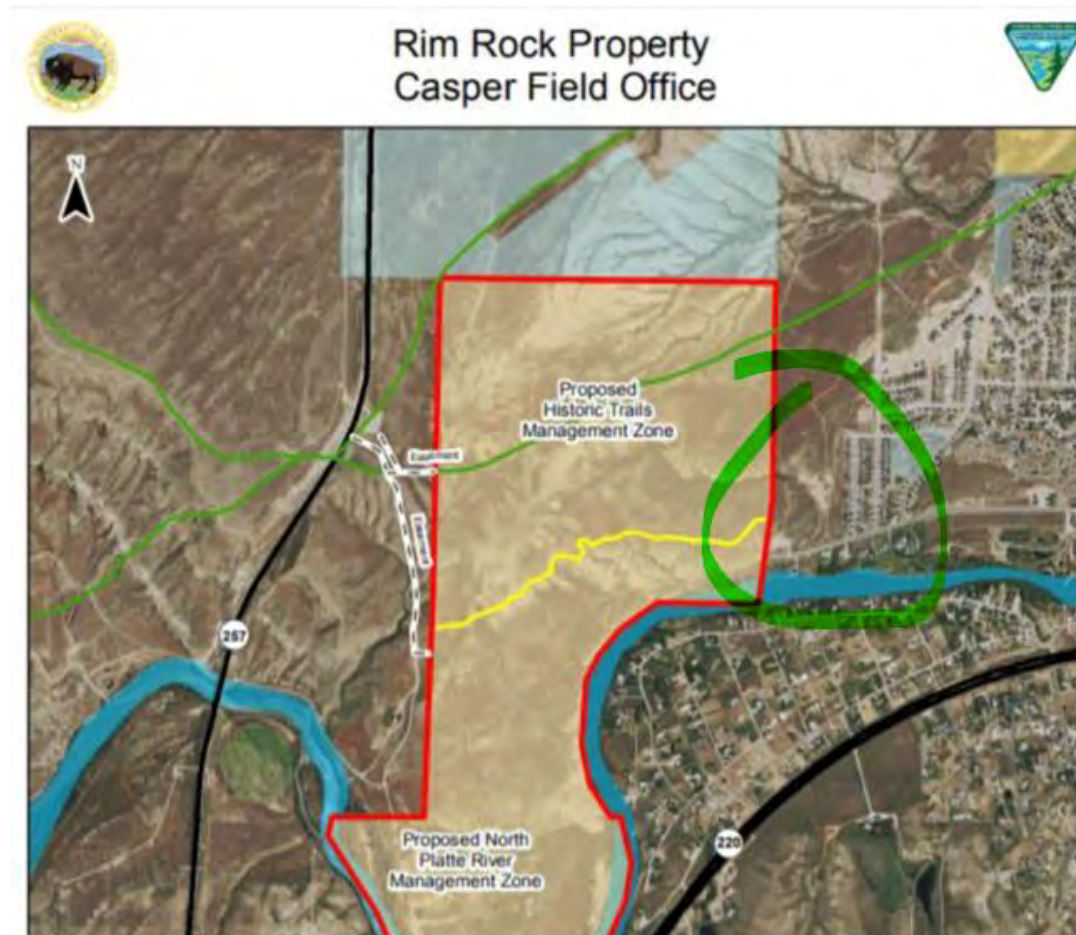 Rim Rock Property
Casper Field Office
N
Proposed
Historic Trails
Management Zone
Easement
Easement
257
Proposed North
Platte River
Management Zone
220